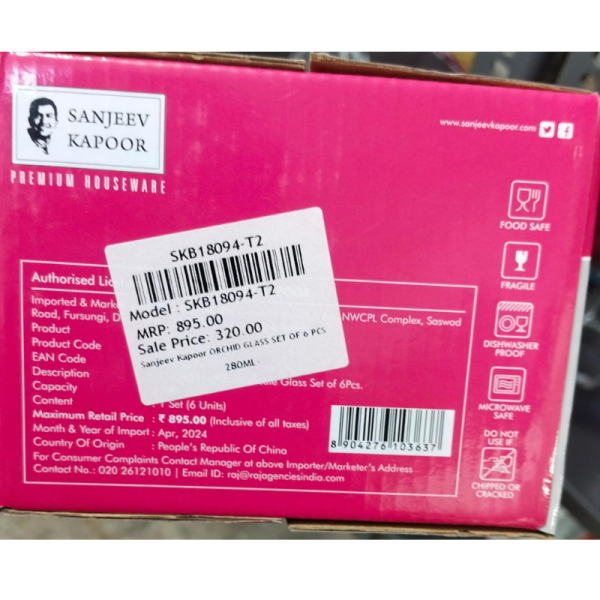 SANJEEV
KAPOOR
PREMIUM HOUSEWARE
www.sanjeevkapoor.com
FOOD SAFE
FRAGILE
DISHWASHER
PROOF
MICROWAVE
SAFE
DO NOT
USE IF
CHIPPED OR
CRACKED
SKB18094-T2
Model : SKB18094-T2
MRP: 895.00
Sale Price: 320.00
Sanjeev Kapoor ORCHID GLASS SET OF 6 PCS
280ML
Authorised
Imported &
Road, Fursungi, NWCPL Complex, Saswad
Product
Product Code
EAN Code
Description Glass Set of 6Pcs.
Capacity
Content : 1 Set (6 Units)
Maximum Retail Price : ₹ 895.00 (Inclusive of all taxes)
Month & Year of Import : Apr, 2024
Country Of Origin : People's Republic Of China
For Consumer Complaints Contact Manager at above Importer/Marketer's Address
Contact No.: 020 26121010 | Email ID: raj@rajagenciesindia.com
8 904276 103637